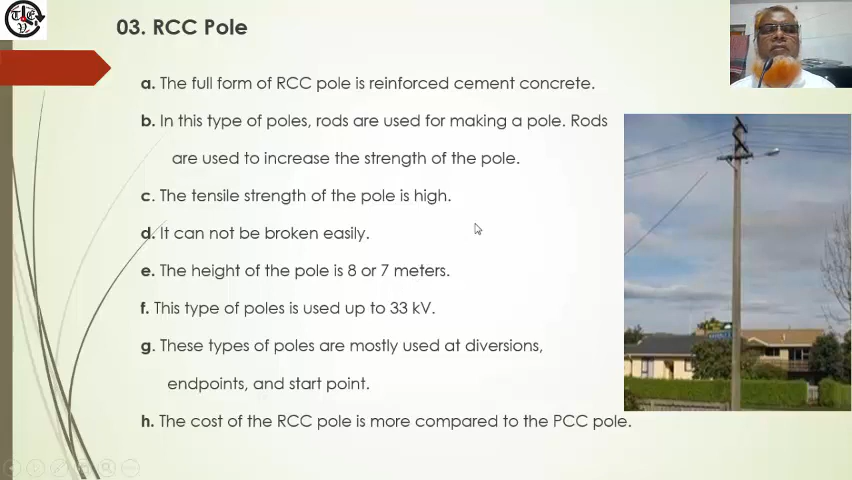 03. RCC Pole
a. The full form of RCC pole is reinforced cement concrete.
b. In this type of poles, rods are used for making a pole. Rods
are used to increase the strength of the pole.
c. The tensile strength of the pole is high.
d. It can not be broken easily.
e. The height of the pole is 8 or 7 meters.
f. This type of poles is used up to 33 kV.
g. These types of poles are mostly used at diversions,
endpoints, and start point.
h. The cost of the RCC pole is more compared to the PCC pole.